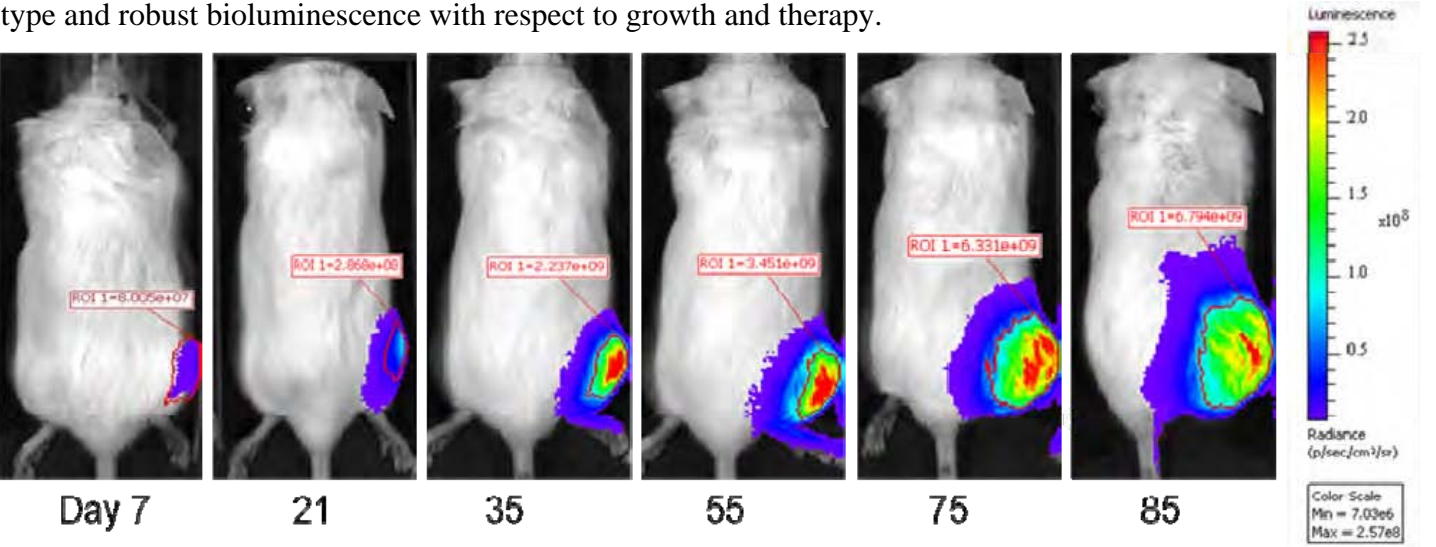 type and robust bioluminescence with respect to growth and therapy.
Luminescence
2.5
2.0
1.5
x10⁸
1.0
0.5
Radiance
(p/sec/cm²/sr)
Color Scale
Min = 7.03e6
Max = 2.57e8
ROI 1=8.005e+07
ROI 1=2.868e+08
ROI 1=2.237e+09
ROI 1=3.451e+09
ROI 1=6.331e+09
ROI 1=6.794e+09
Day 7 21 35 55 75 85